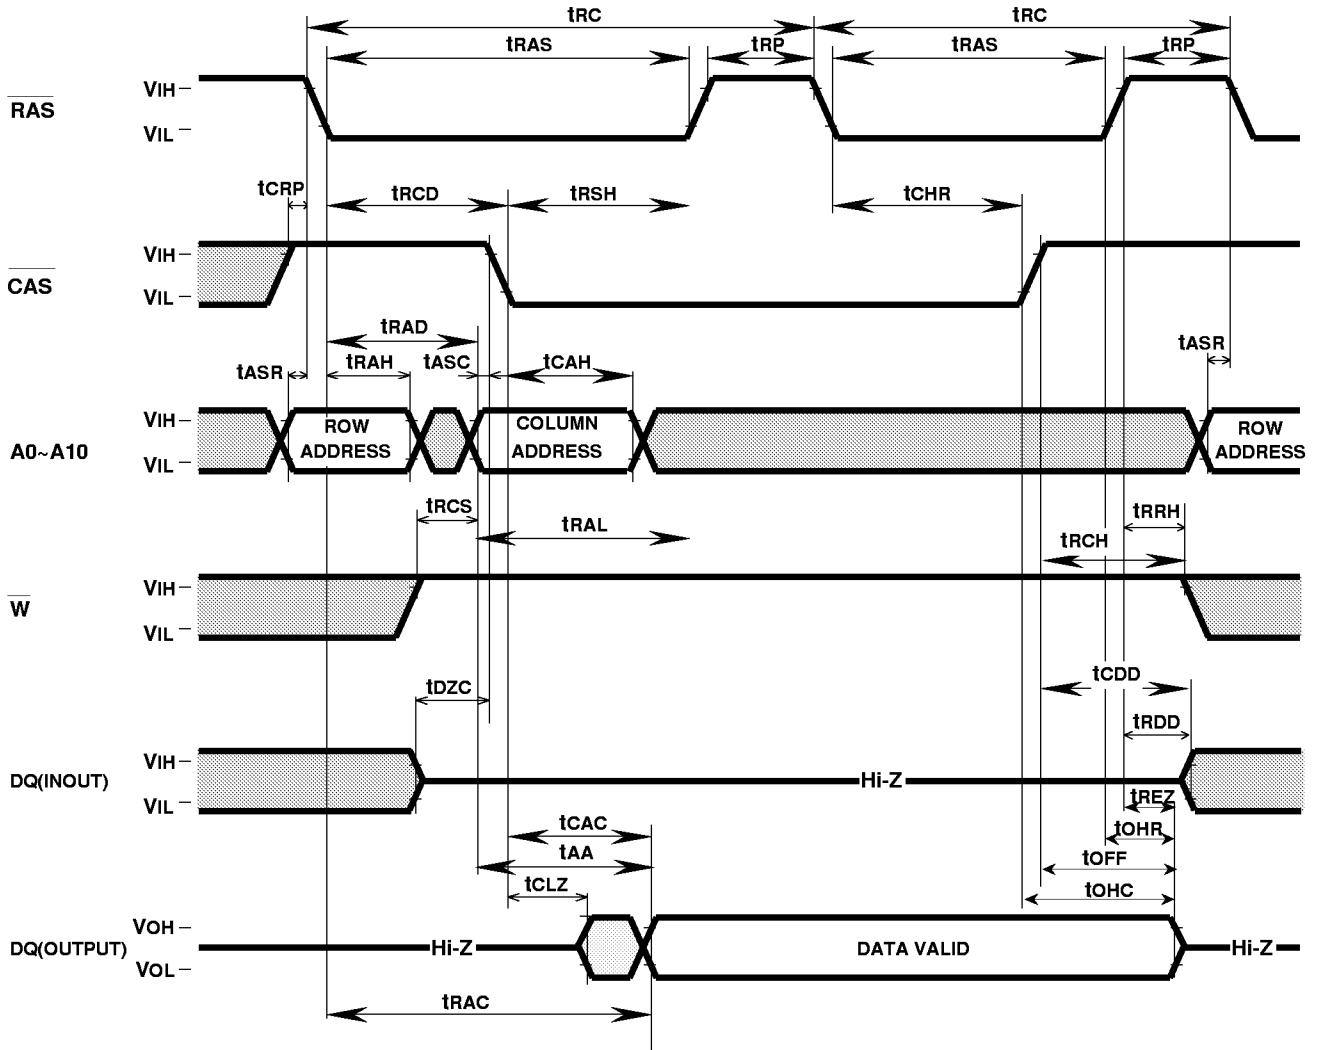 tRC tRC
tRAS tRP tRAS tRP
RAS VIH
VIL
tCRP tRCD tRSH tCHR
CAS VIH
VIL
tRAD
tASR tRAH tASC tCAH tASR
A0~A10 VIH
VIL
ROW
ADDRESS
COLUMN
ADDRESS
ROW
ADDRESS
tRCS tRAL tRRH
tRCH
W VIH
VIL
tDZC tCDD
tRDD
DQ(INOUT) VIH
VIL
Hi-Z
tREZ
tCAC tOHR
tAA tOFF
tCLZ tOHC
DQ(OUTPUT) VOH
VOL
Hi-Z DATA VALID Hi-Z
tRAC